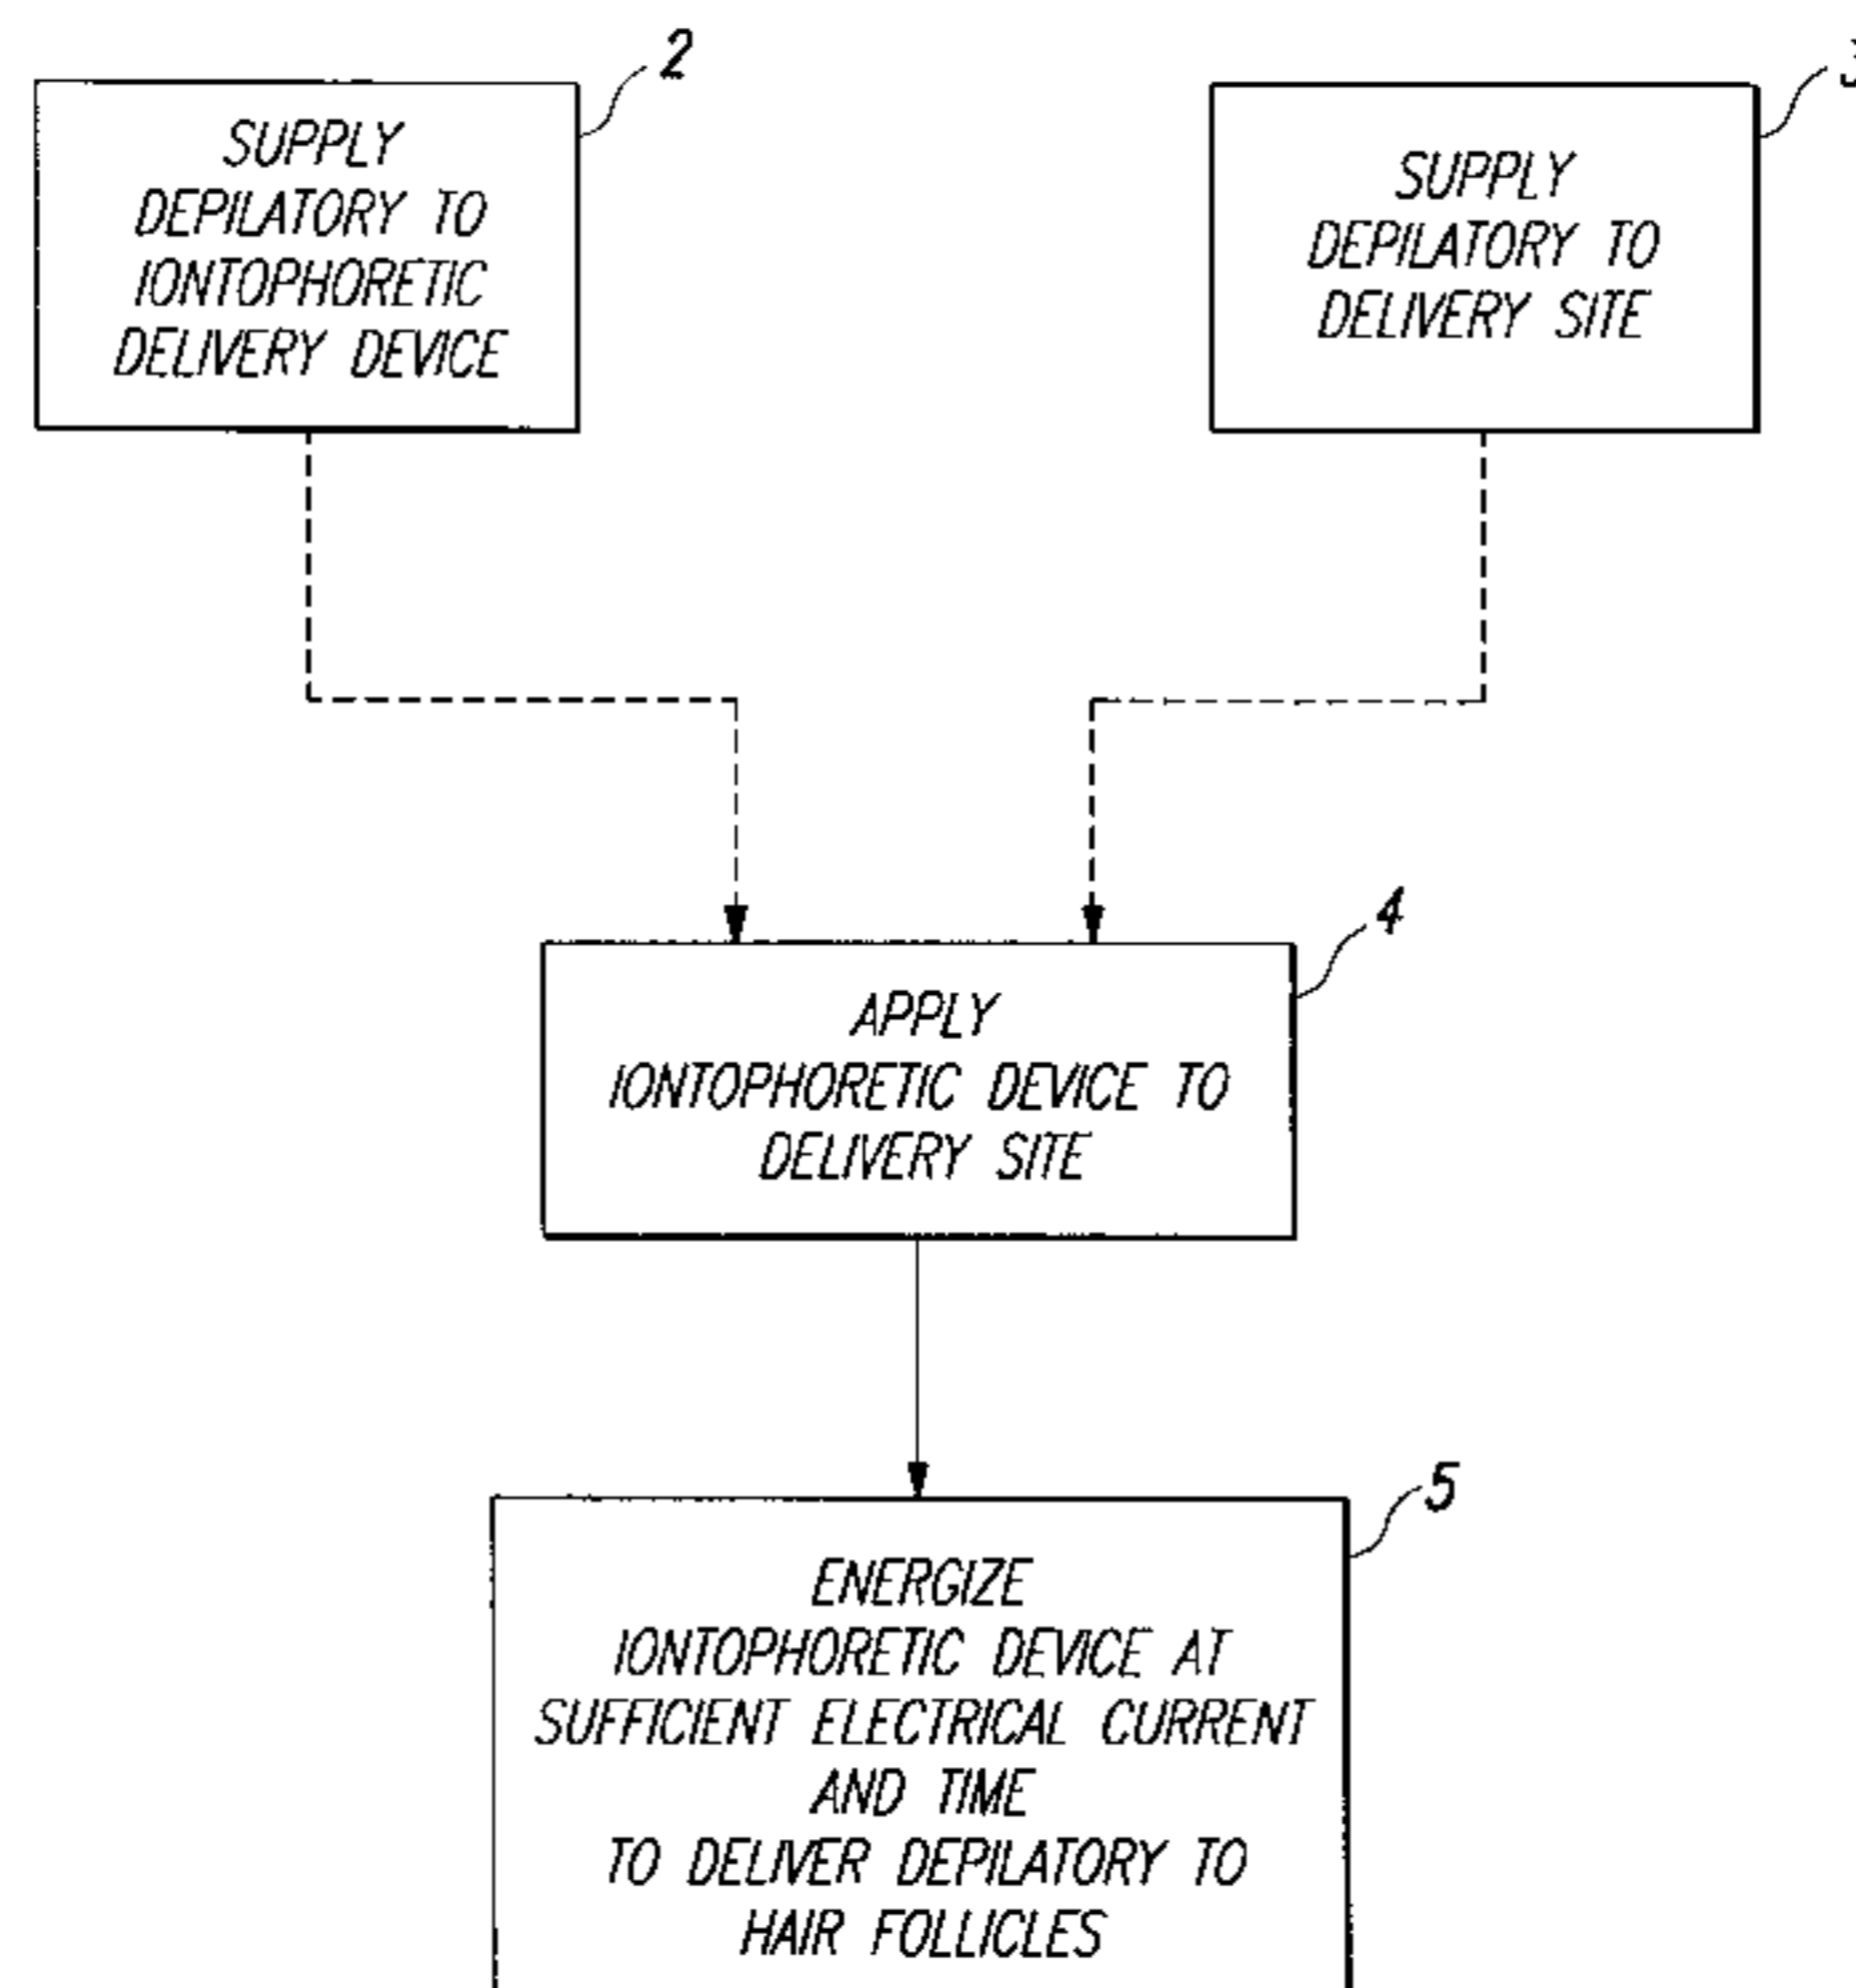 2
SUPPLY
DEPILATORY TO
IONTOPHORETIC
DELIVERY DEVICE
3
SUPPLY
DEPILATORY TO
DELIVERY SITE
4
APPLY
IONTOPHORETIC DEVICE TO
DELIVERY SITE
5
ENERGIZE
IONTOPHORETIC DEVICE AT
SUFFICIENT ELECTRICAL CURRENT
AND TIME
TO DELIVER DEPILATORY TO
HAIR FOLLICLES